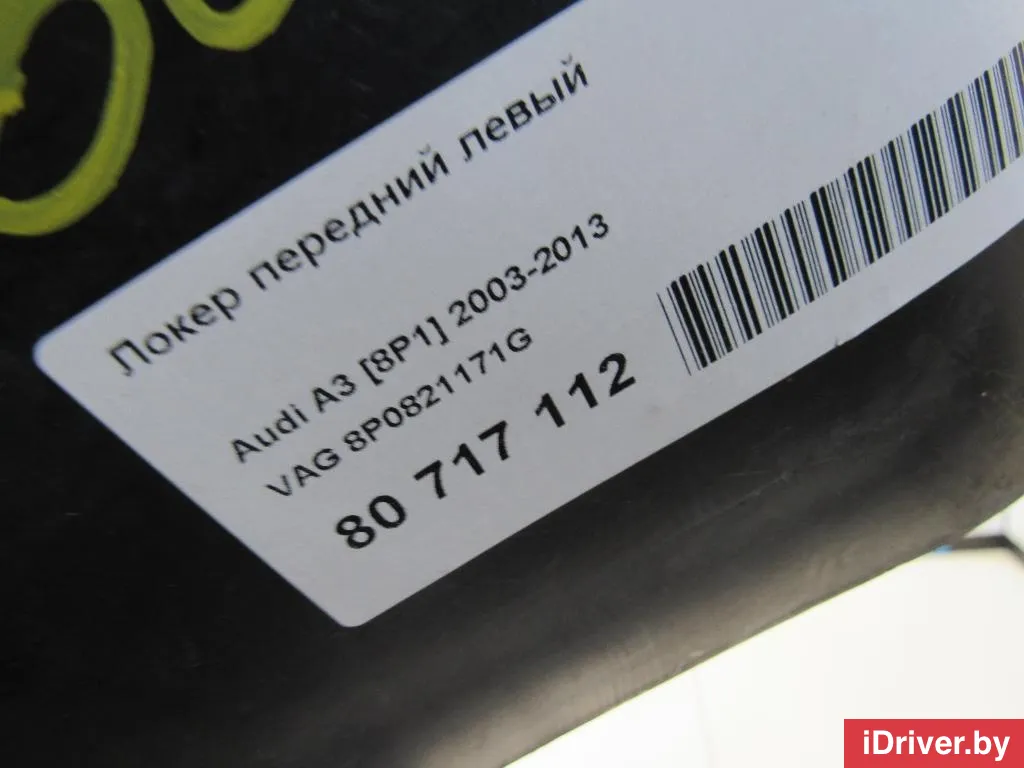 Локер передний левый
Audi A3 [8P1] 2003-2013
VAG 8P0821171G
80 717 112
iDriver.by